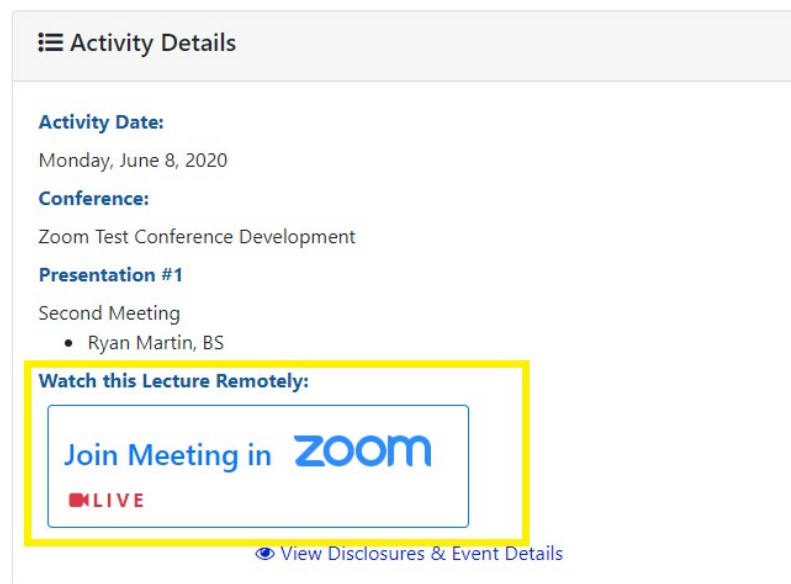 Activity Details
Activity Date:
Monday, June 8, 2020
Conference:
Zoom Test Conference Development
Presentation #1
Second Meeting
• Ryan Martin, BS
Watch this Lecture Remotely:
Join Meeting in zoom
LIVE
View Disclosures & Event Details